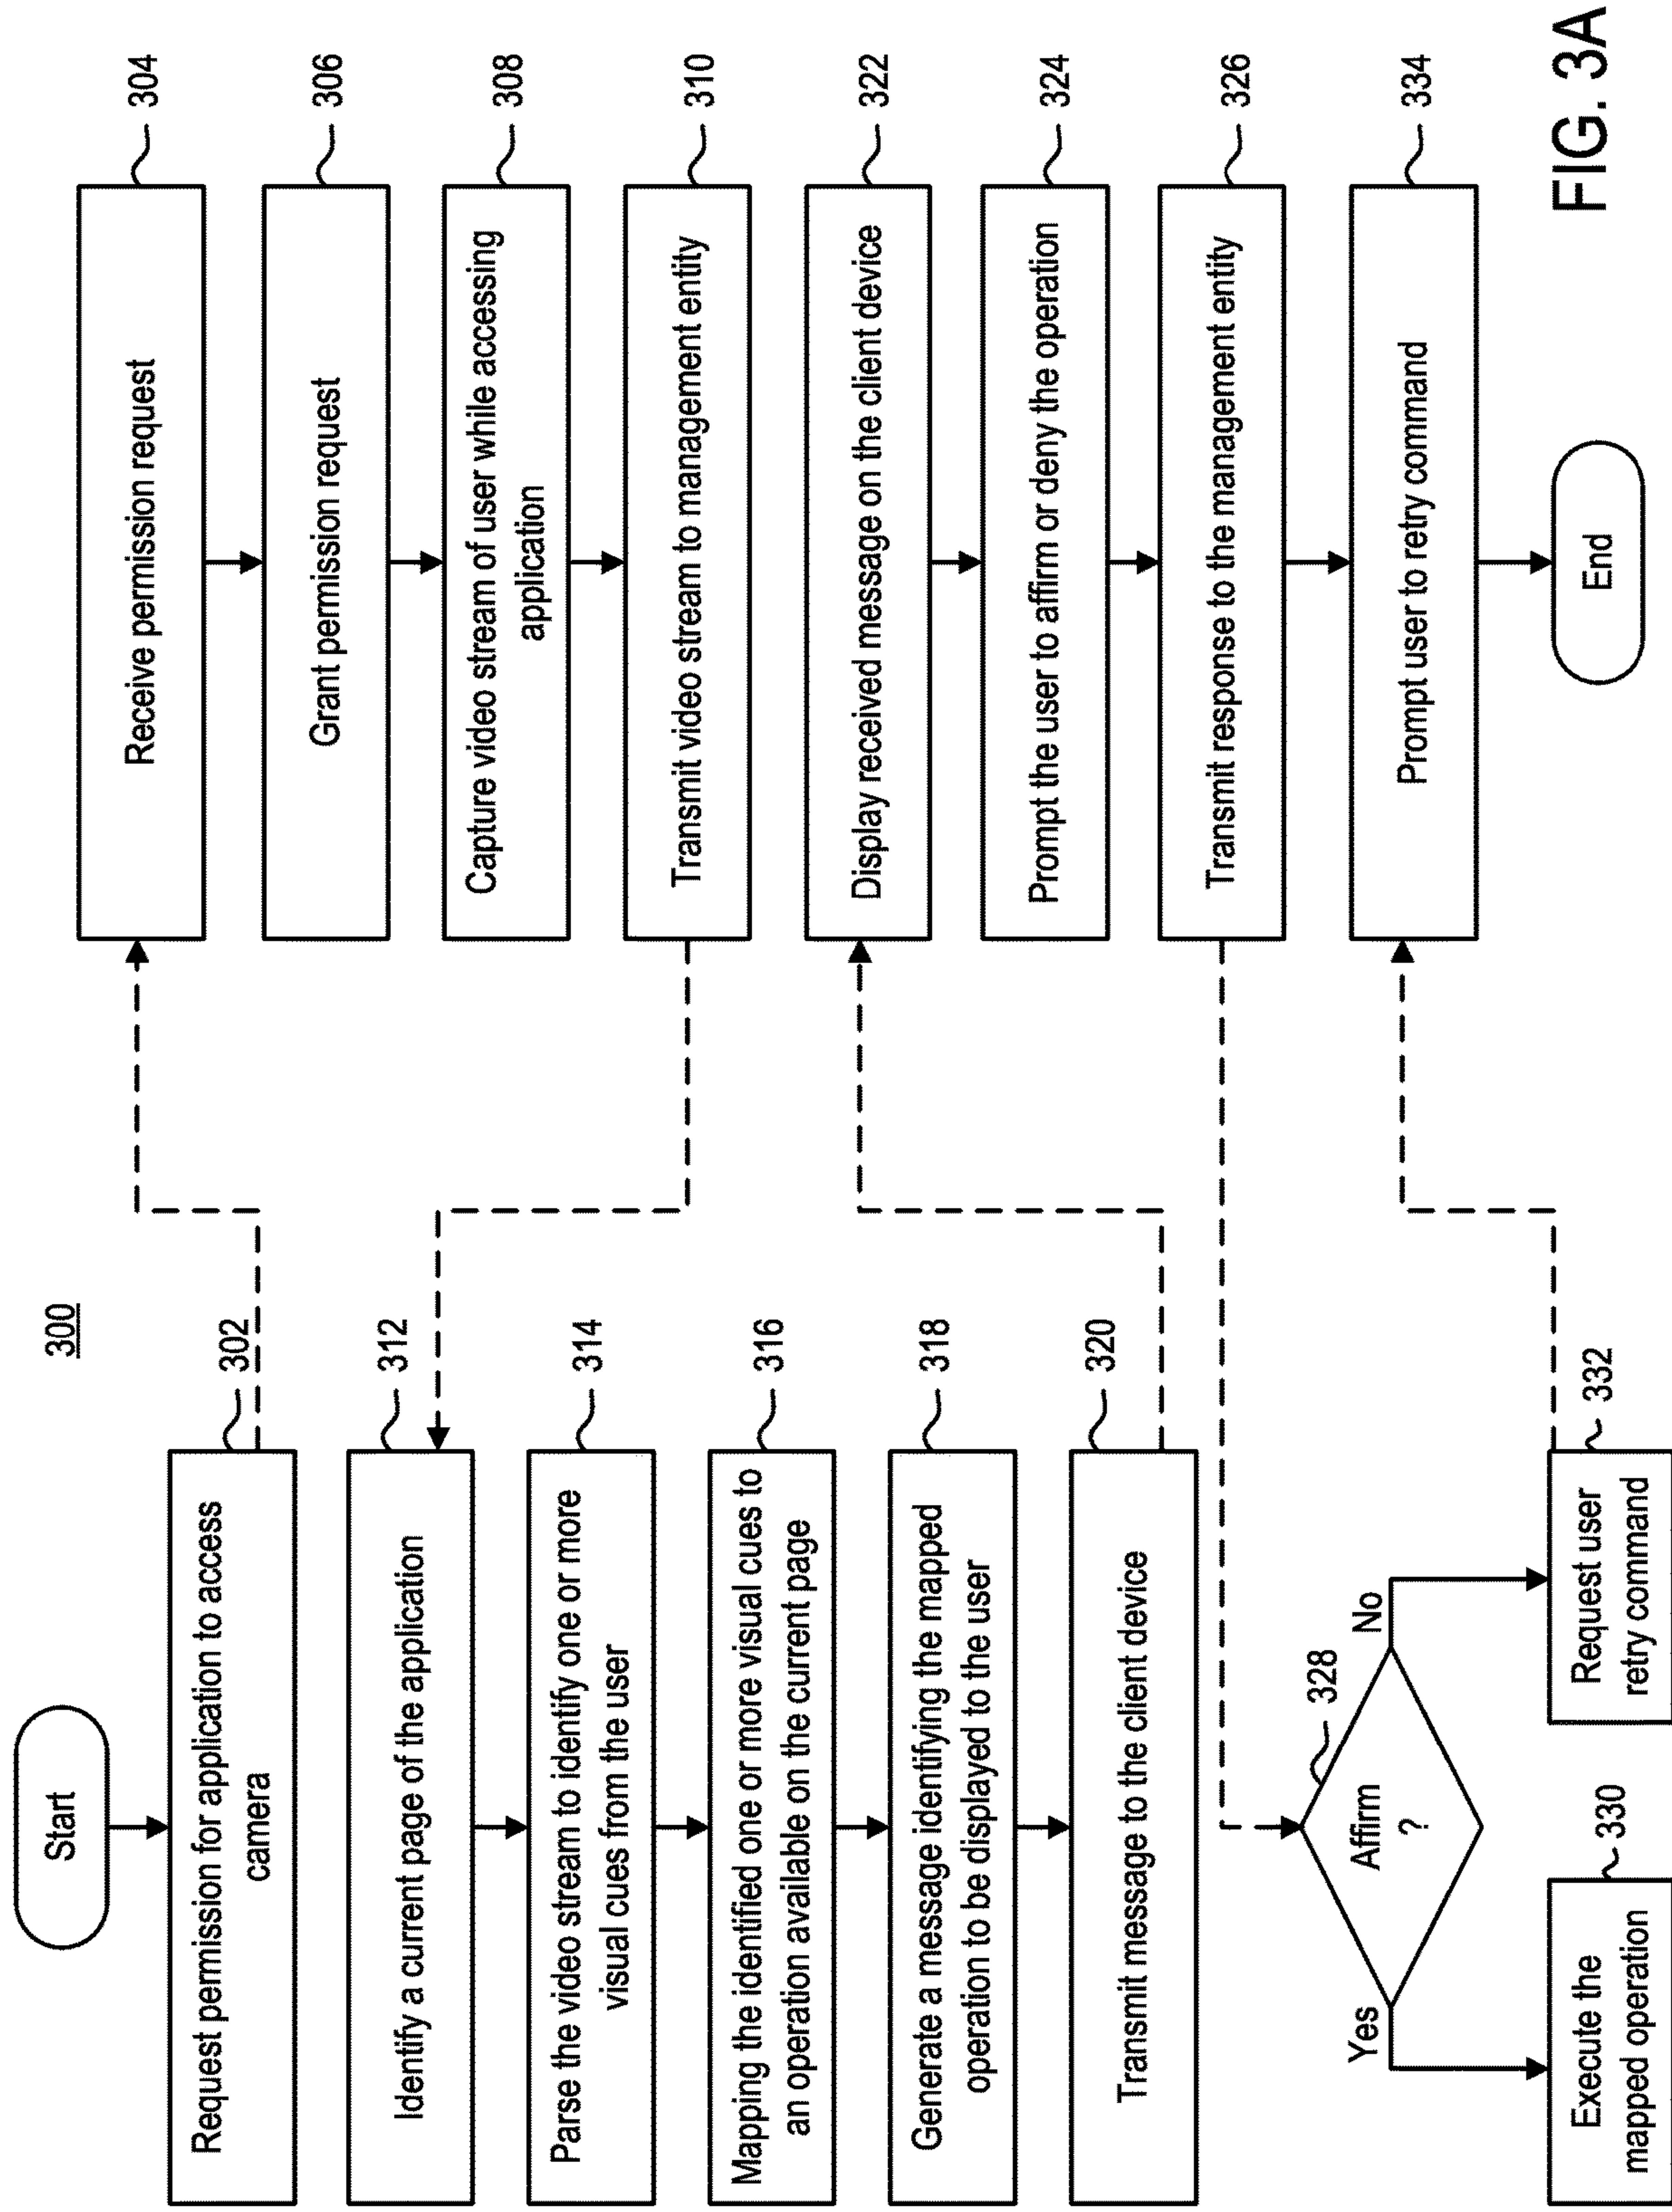 300
Start
302
Request permission for application to access
camera
304
Receive permission request
306
Grant permission request
308
Capture video stream of user while accessing
application
310
Transmit video stream to management entity
312
Identify a current page of the application
314
Parse the video stream to identify one or more
visual cues from the user
316
Mapping the identified one or more visual cues to
an operation available on the current page
318
Generate a message identifying the mapped
operation to be displayed to the user
320
Transmit message to the client device
322
Display received message on the client device
324
Prompt the user to affirm or deny the operation
326
Transmit response to the management entity
328
Affirm
?
Yes
No
330
Execute the
mapped operation
332
Request user
retry command
334
Prompt user to retry command
End
FIG. 3A